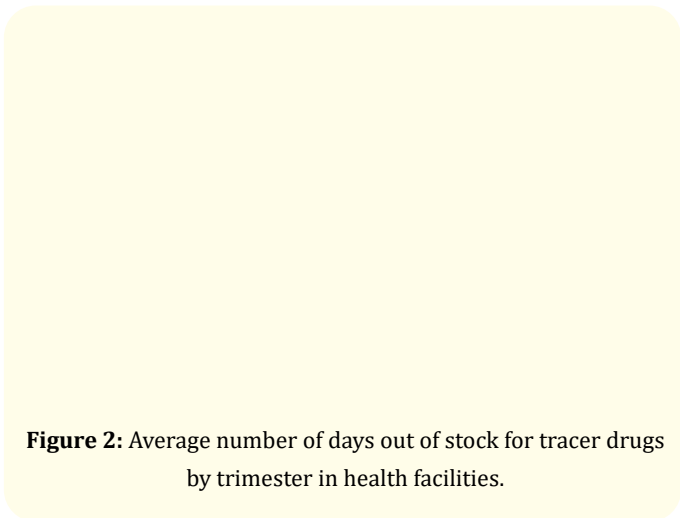 Figure 2: Average number of days out of stock for tracer drugs
by trimester in health facilities.